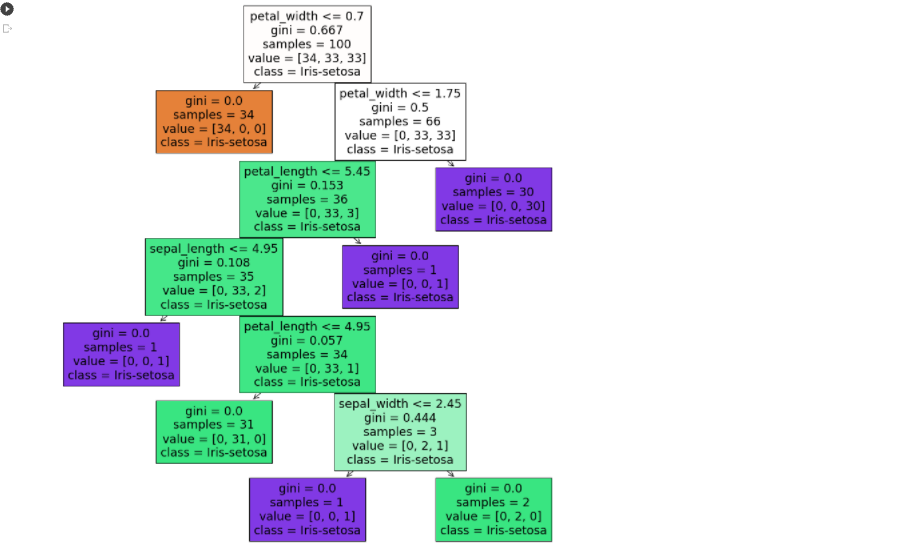 petal_width <= 0.7
gini = 0.667
samples = 100
value = [34, 33, 33]
class = Iris-setosa
gini = 0.0
samples = 34
value = [34, 0, 0]
class = Iris-setosa
petal_width <= 1.75
gini = 0.5
samples = 66
value = [0, 33, 33]
class = Iris-setosa
petal_length <= 5.45
gini = 0.153
samples = 36
value = [0, 33, 3]
class = Iris-setosa
gini = 0.0
samples = 30
value = [0, 0, 30]
class = Iris-setosa
sepal_length <= 4.95
gini = 0.108
samples = 35
value = [0, 33, 2]
class = Iris-setosa
gini = 0.0
samples = 1
value = [0, 0, 1]
class = Iris-setosa
gini = 0.0
samples = 1
value = [0, 0, 1]
class = Iris-setosa
petal_length <= 4.95
gini = 0.057
samples = 34
value = [0, 33, 1]
class = Iris-setosa
gini = 0.0
samples = 31
value = [0, 31, 0]
class = Iris-setosa
sepal_width <= 2.45
gini = 0.444
samples = 3
value = [0, 2, 1]
class = Iris-setosa
gini = 0.0
samples = 1
value = [0, 0, 1]
class = Iris-setosa
gini = 0.0
samples = 2
value = [0, 2, 0]
class = Iris-setosa